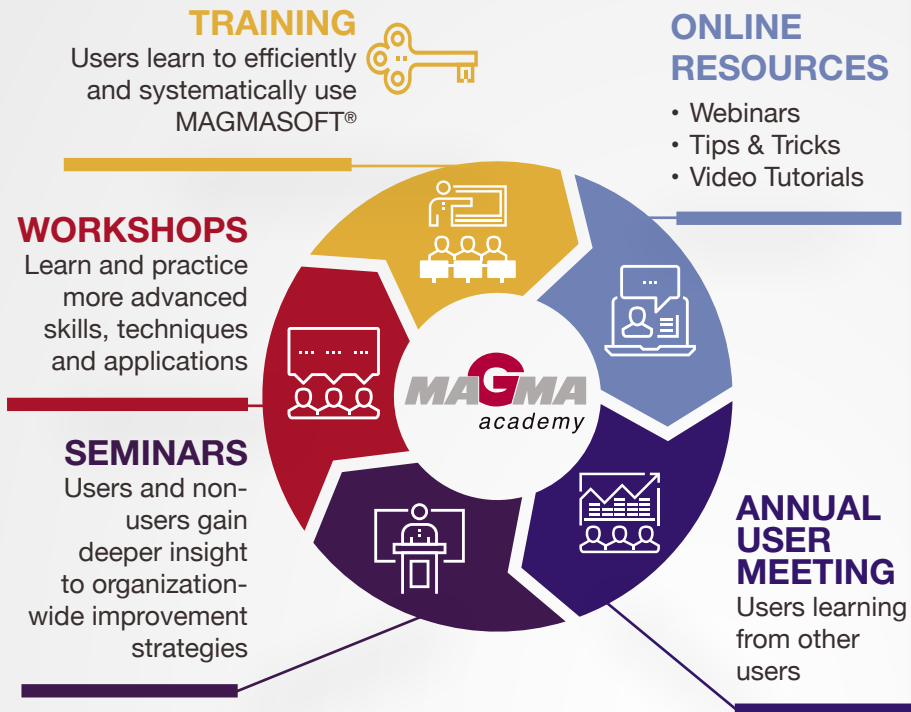 TRAINING
Users learn to efficiently
and systematically use
MAGMASOFT®
ONLINE
RESOURCES
• Webinars
• Tips & Tricks
• Video Tutorials
WORKSHOPS
Learn and practice
more advanced
skills, techniques
and applications
MAGMA
academy
SEMINARS
Users and non-
users gain
deeper insight
to organization-
wide improvement
strategies
ANNUAL
USER
MEETING
Users learning
from other
users